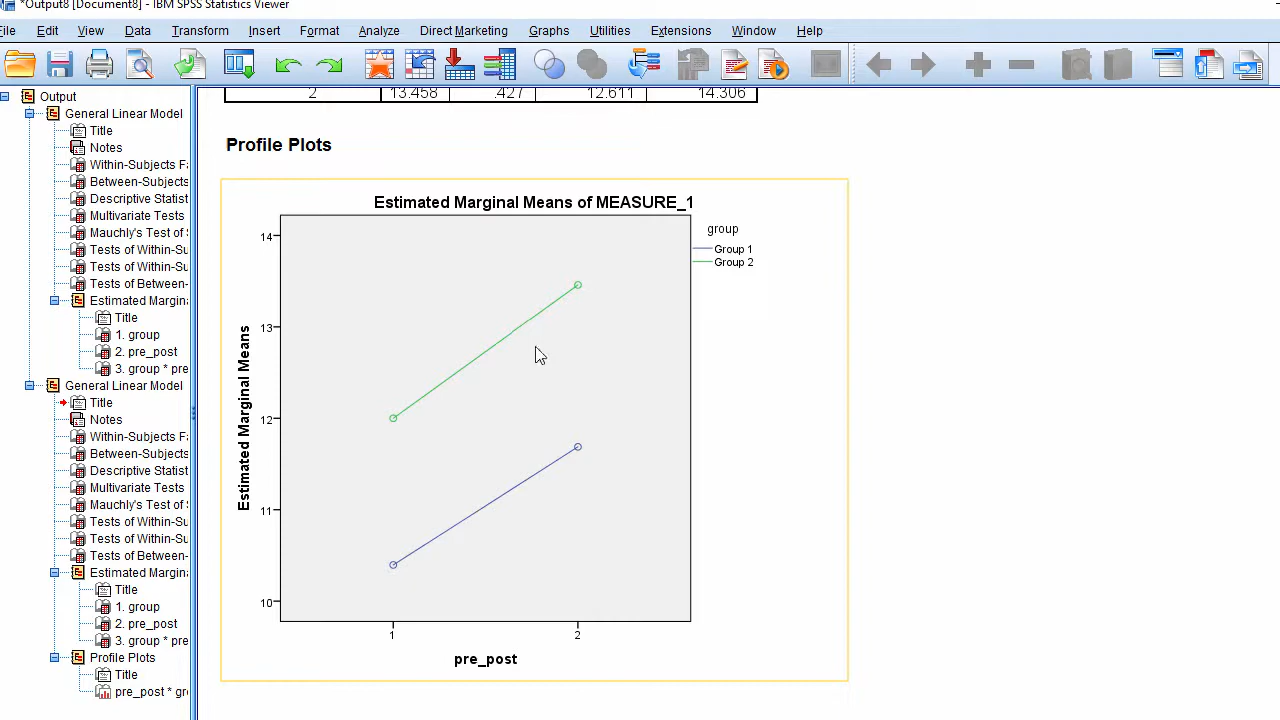 *Output8 [Document8] - IBM SPSS Statistics Viewer
File Edit View Data Transform Insert Format Analyze Direct Marketing Graphs Utilities Extensions Window Help
Output
General Linear Model
Title
Notes
Within-Subjects Fa
Between-Subjects
Descriptive Statist
Multivariate Tests
Mauchly's Test of S
Tests of Within-Su
Tests of Within-Su
Tests of Between-
Estimated Margina
Title
1. group
2. pre_post
3. group * pre
General Linear Model
Title
Notes
Within-Subjects Fa
Between-Subjects
Descriptive Statist
Multivariate Tests
Mauchly's Test of S
Tests of Within-Su
Tests of Within-Su
Tests of Between-
Estimated Margina
Title
1. group
2. pre_post
3. group * pre
Profile Plots
Title
pre_post * gr
2 13.458 .427 12.611 14.306
Profile Plots
Estimated Marginal Means of MEASURE_1
group
Group 1
Group 2
Estimated Marginal Means
14
13
12
11
10
1 2
pre_post